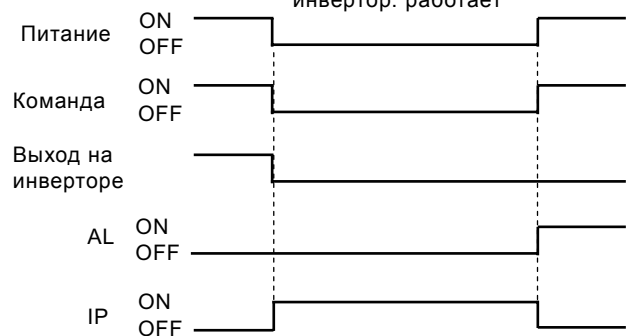 инвертор: работает
Питание ON
OFF
Команда ON
OFF
Выход на
инверторе
AL ON
OFF
IP ON
OFF